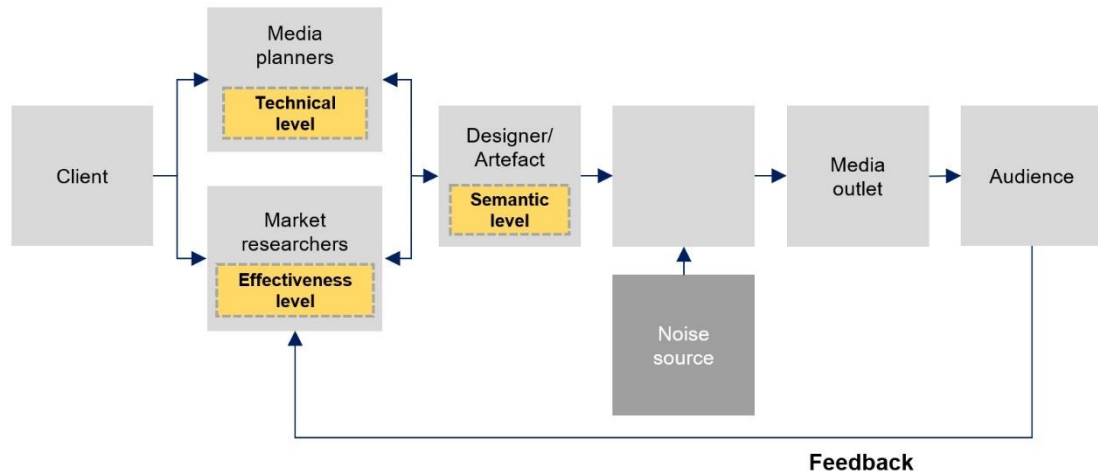 Media
planners
Technical
level
Client
Market
researchers
Effectiveness
level
Designer/
Artefact
Semantic
level
Media
outlet
Audience
Noise
source
Feedback